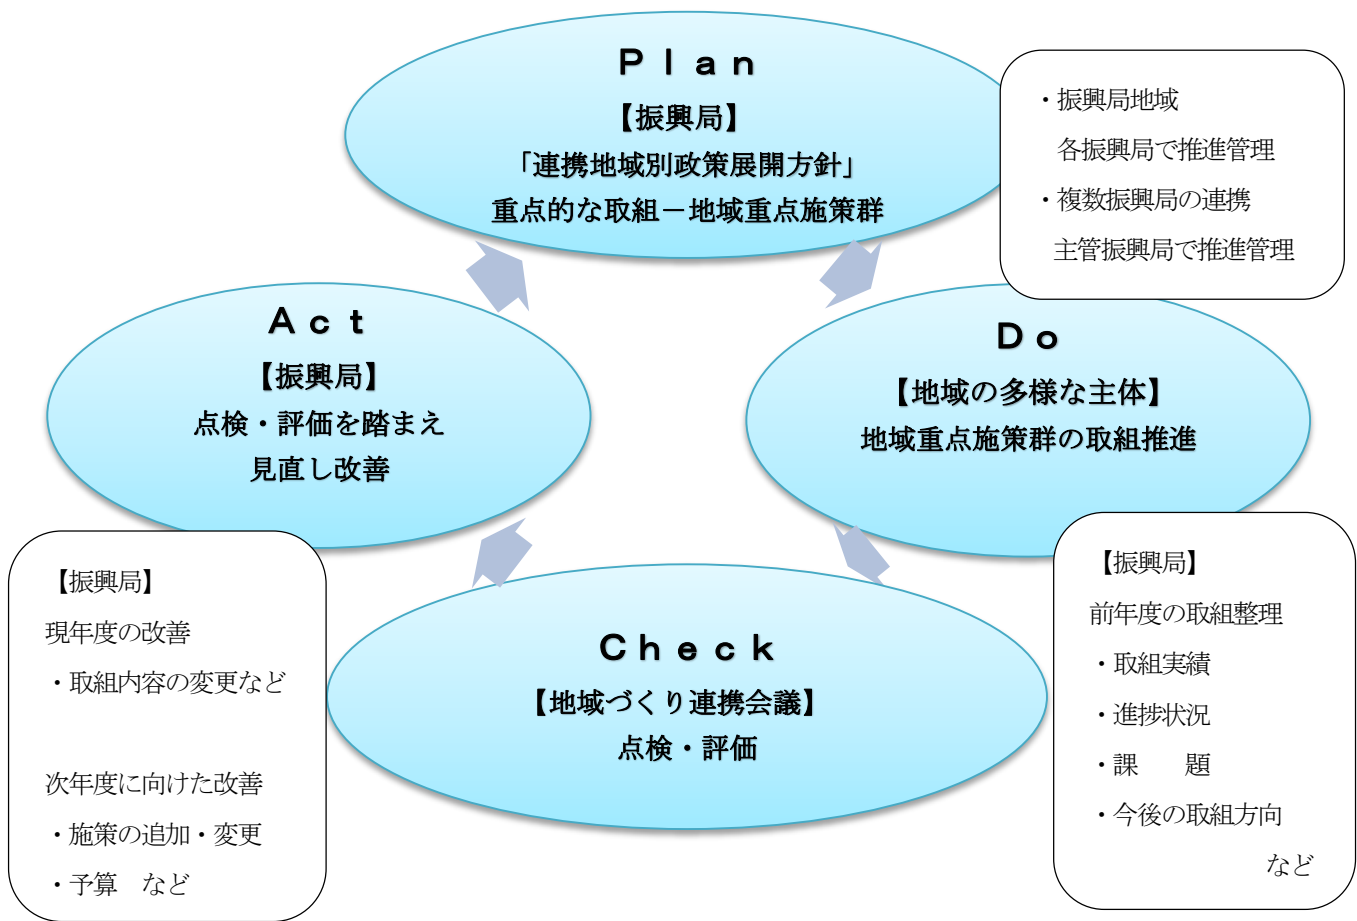 Ｐｌａｎ
【振興局】
「連携地域別政策展開方針」
重点的な取組－地域重点施策群
・振興局地域
各振興局で推進管理
・複数振興局の連携
主管振興局で推進管理
Ａｃｔ
【振興局】
点検・評価を踏まえ
見直し改善
Ｄｏ
【地域の多様な主体】
地域重点施策群の取組推進
【振興局】
現年度の改善
・取組内容の変更など
次年度に向けた改善
・施策の追加・変更
・予算　など
Ｃｈｅｃｋ
【地域づくり連携会議】
点検・評価
【振興局】
前年度の取組整理
・取組実績
・進捗状況
・課　　題
・今後の取組方向
など